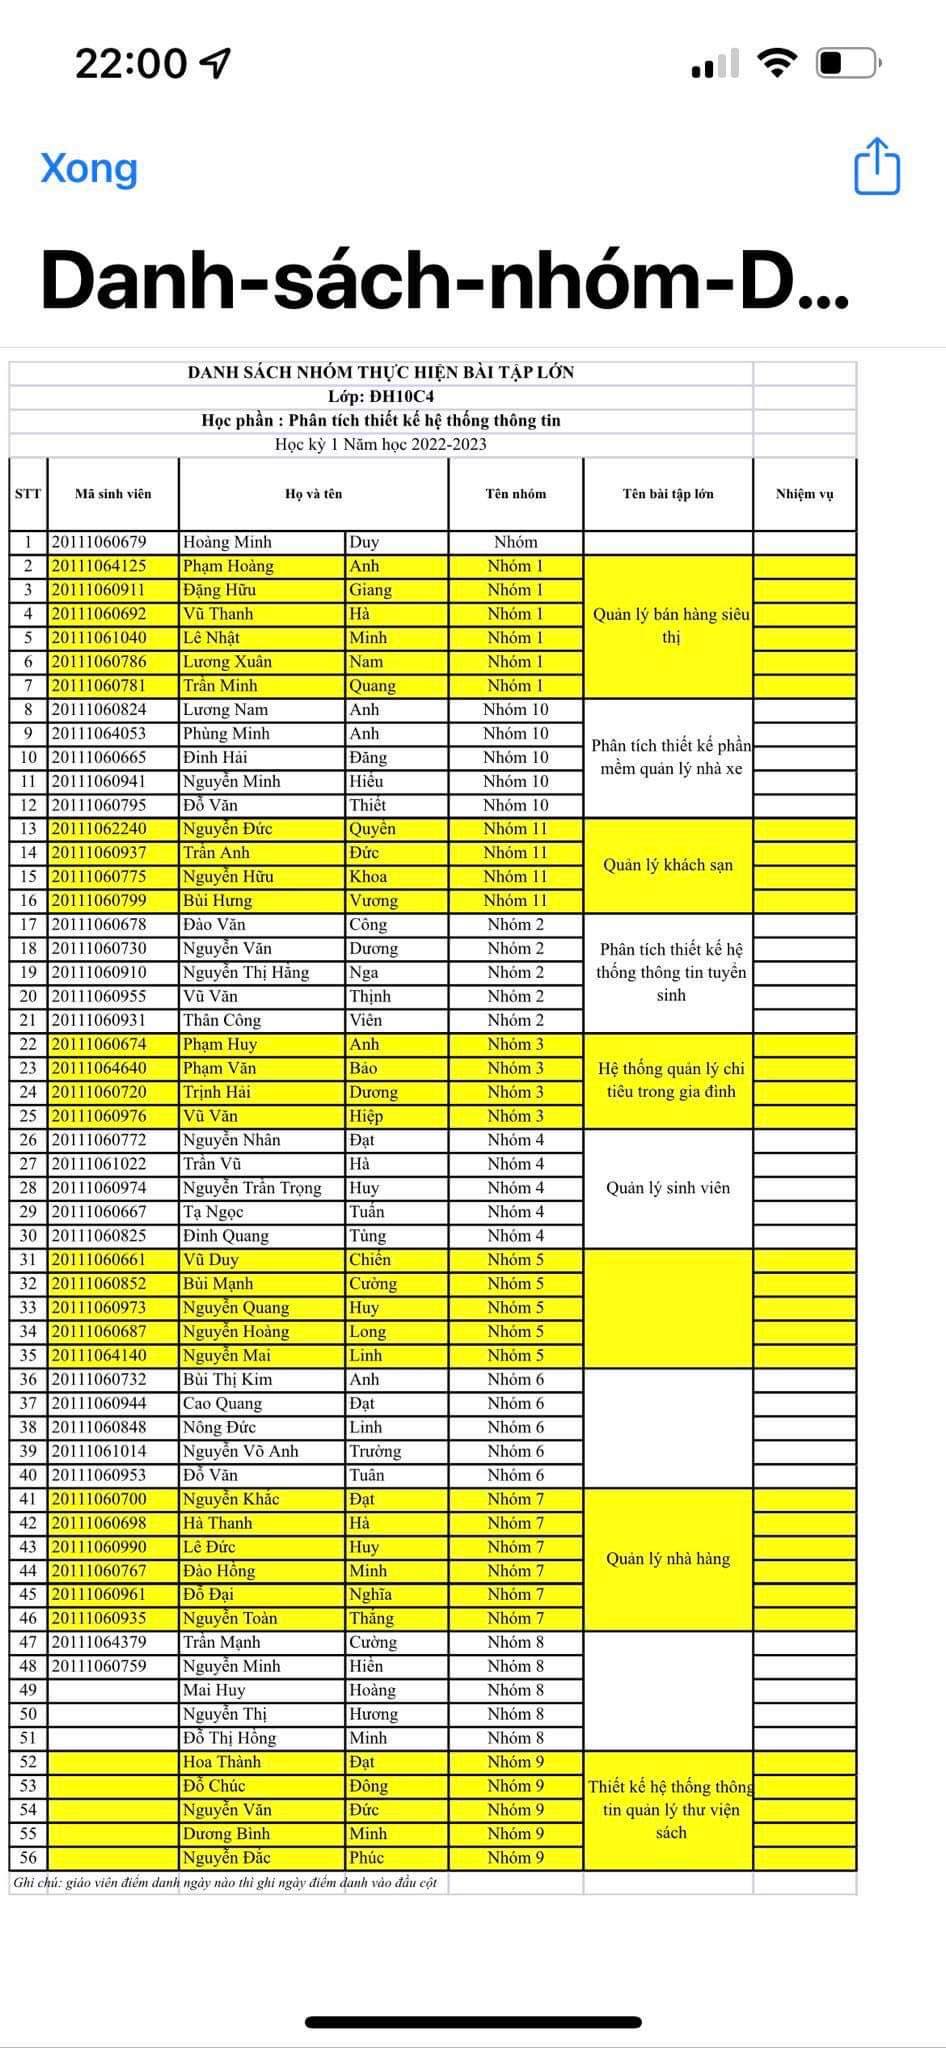 22:00
Xong
Danh-sách-nhóm-D...
DANH SÁCH NHÓM THỰC HIỆN BÀI TẬP LỚN
Lớp: ĐH10C4
Học phần : Phân tích thiết kế hệ thống thông tin
Học kỳ 1 Năm học 2022-2023
STT Mã sinh viên Họ và tên Tên nhóm Tên bài tập lớn Nhiệm vụ
1 20111060679 Hoàng Minh Duy Nhóm
2 20111064125 Phạm Hoàng Anh Nhóm 1
3 20111060911 Đặng Hữu Giang Nhóm 1
4 20111060692 Vũ Thanh Hà Nhóm 1 Quản lý bán hàng siêu
5 20111061040 Lê Nhật Minh Nhóm 1 thị
6 20111060786 Lương Xuân Nam Nhóm 1
7 20111060781 Trần Minh Quang Nhóm 1
8 20111060824 Lương Nam Anh Nhóm 10
9 20111064053 Phùng Minh Anh Nhóm 10 Phân tích thiết kế phần
10 20111060665 Đinh Hải Đăng Nhóm 10 mềm quản lý nhà xe
11 20111060941 Nguyễn Minh Hiếu Nhóm 10
12 20111060795 Đỗ Văn Thiết Nhóm 10
13 20111062240 Nguyễn Đức Quyền Nhóm 11
14 20111060937 Trần Anh Đức Nhóm 11 Quản lý khách sạn
15 20111060775 Nguyễn Hữu Khoa Nhóm 11
16 20111060799 Bùi Hưng Vương Nhóm 11
17 20111060678 Đào Văn Công Nhóm 2
18 20111060730 Nguyễn Văn Dương Nhóm 2 Phân tích thiết kế hệ
19 20111060910 Nguyễn Thị Hằng Nga Nhóm 2 thống thông tin tuyển
20 20111060955 Vũ Văn Thịnh Nhóm 2 sinh
21 20111060931 Thân Công Viên Nhóm 2
22 20111060674 Phạm Huy Anh Nhóm 3
23 20111064640 Phạm Văn Bảo Nhóm 3 Hệ thống quản lý chi
24 20111060720 Trịnh Hải Dương Nhóm 3 tiêu trong gia đình
25 20111060976 Vũ Văn Hiệp Nhóm 3
26 20111060772 Nguyễn Nhân Đạt Nhóm 4
27 20111061022 Trần Vũ Hà Nhóm 4
28 20111060974 Nguyễn Trần Trọng Huy Nhóm 4 Quản lý sinh viên
29 20111060667 Tạ Ngọc Tuấn Nhóm 4
30 20111060825 Đinh Quang Tùng Nhóm 4
31 20111060661 Vũ Duy Chiến Nhóm 5
32 20111060852 Bùi Mạnh Cường Nhóm 5
33 20111060973 Nguyễn Quang Huy Nhóm 5
34 20111060687 Nguyễn Hoàng Long Nhóm 5
35 20111064140 Nguyễn Mai Linh Nhóm 5
36 20111060732 Bùi Thị Kim Anh Nhóm 6
37 20111060944 Cao Quang Đạt Nhóm 6
38 20111060848 Nông Đức Linh Nhóm 6
39 20111061014 Nguyễn Võ Anh Trường Nhóm 6
40 20111060953 Đỗ Văn Tuân Nhóm 6
41 20111060700 Nguyễn Khắc Đạt Nhóm 7
42 20111060698 Hà Thanh Hà Nhóm 7
43 20111060990 Lê Đức Huy Nhóm 7 Quản lý nhà hàng
44 20111060767 Đào Hồng Minh Nhóm 7
45 20111060961 Đỗ Đại Nghĩa Nhóm 7
46 20111060935 Nguyễn Toàn Thắng Nhóm 7
47 20111064379 Trần Mạnh Cường Nhóm 8
48 20111060759 Nguyễn Minh Hiền Nhóm 8
49 Mai Huy Hoàng Nhóm 8
50 Nguyễn Thị Hương Nhóm 8
51 Đỗ Thị Hồng Minh Nhóm 8
52 Hoa Thành Đạt Nhóm 9
53 Đỗ Chúc Đông Nhóm 9 Thiết kế hệ thống thông
54 Nguyễn Văn Đức Nhóm 9 tin quản lý thư viện
55 Dương Bình Minh Nhóm 9 sách
56 Nguyễn Đắc Phúc Nhóm 9
Ghi chú: giáo viên điểm danh ngày nào thì ghi ngày điểm danh vào đầu cột